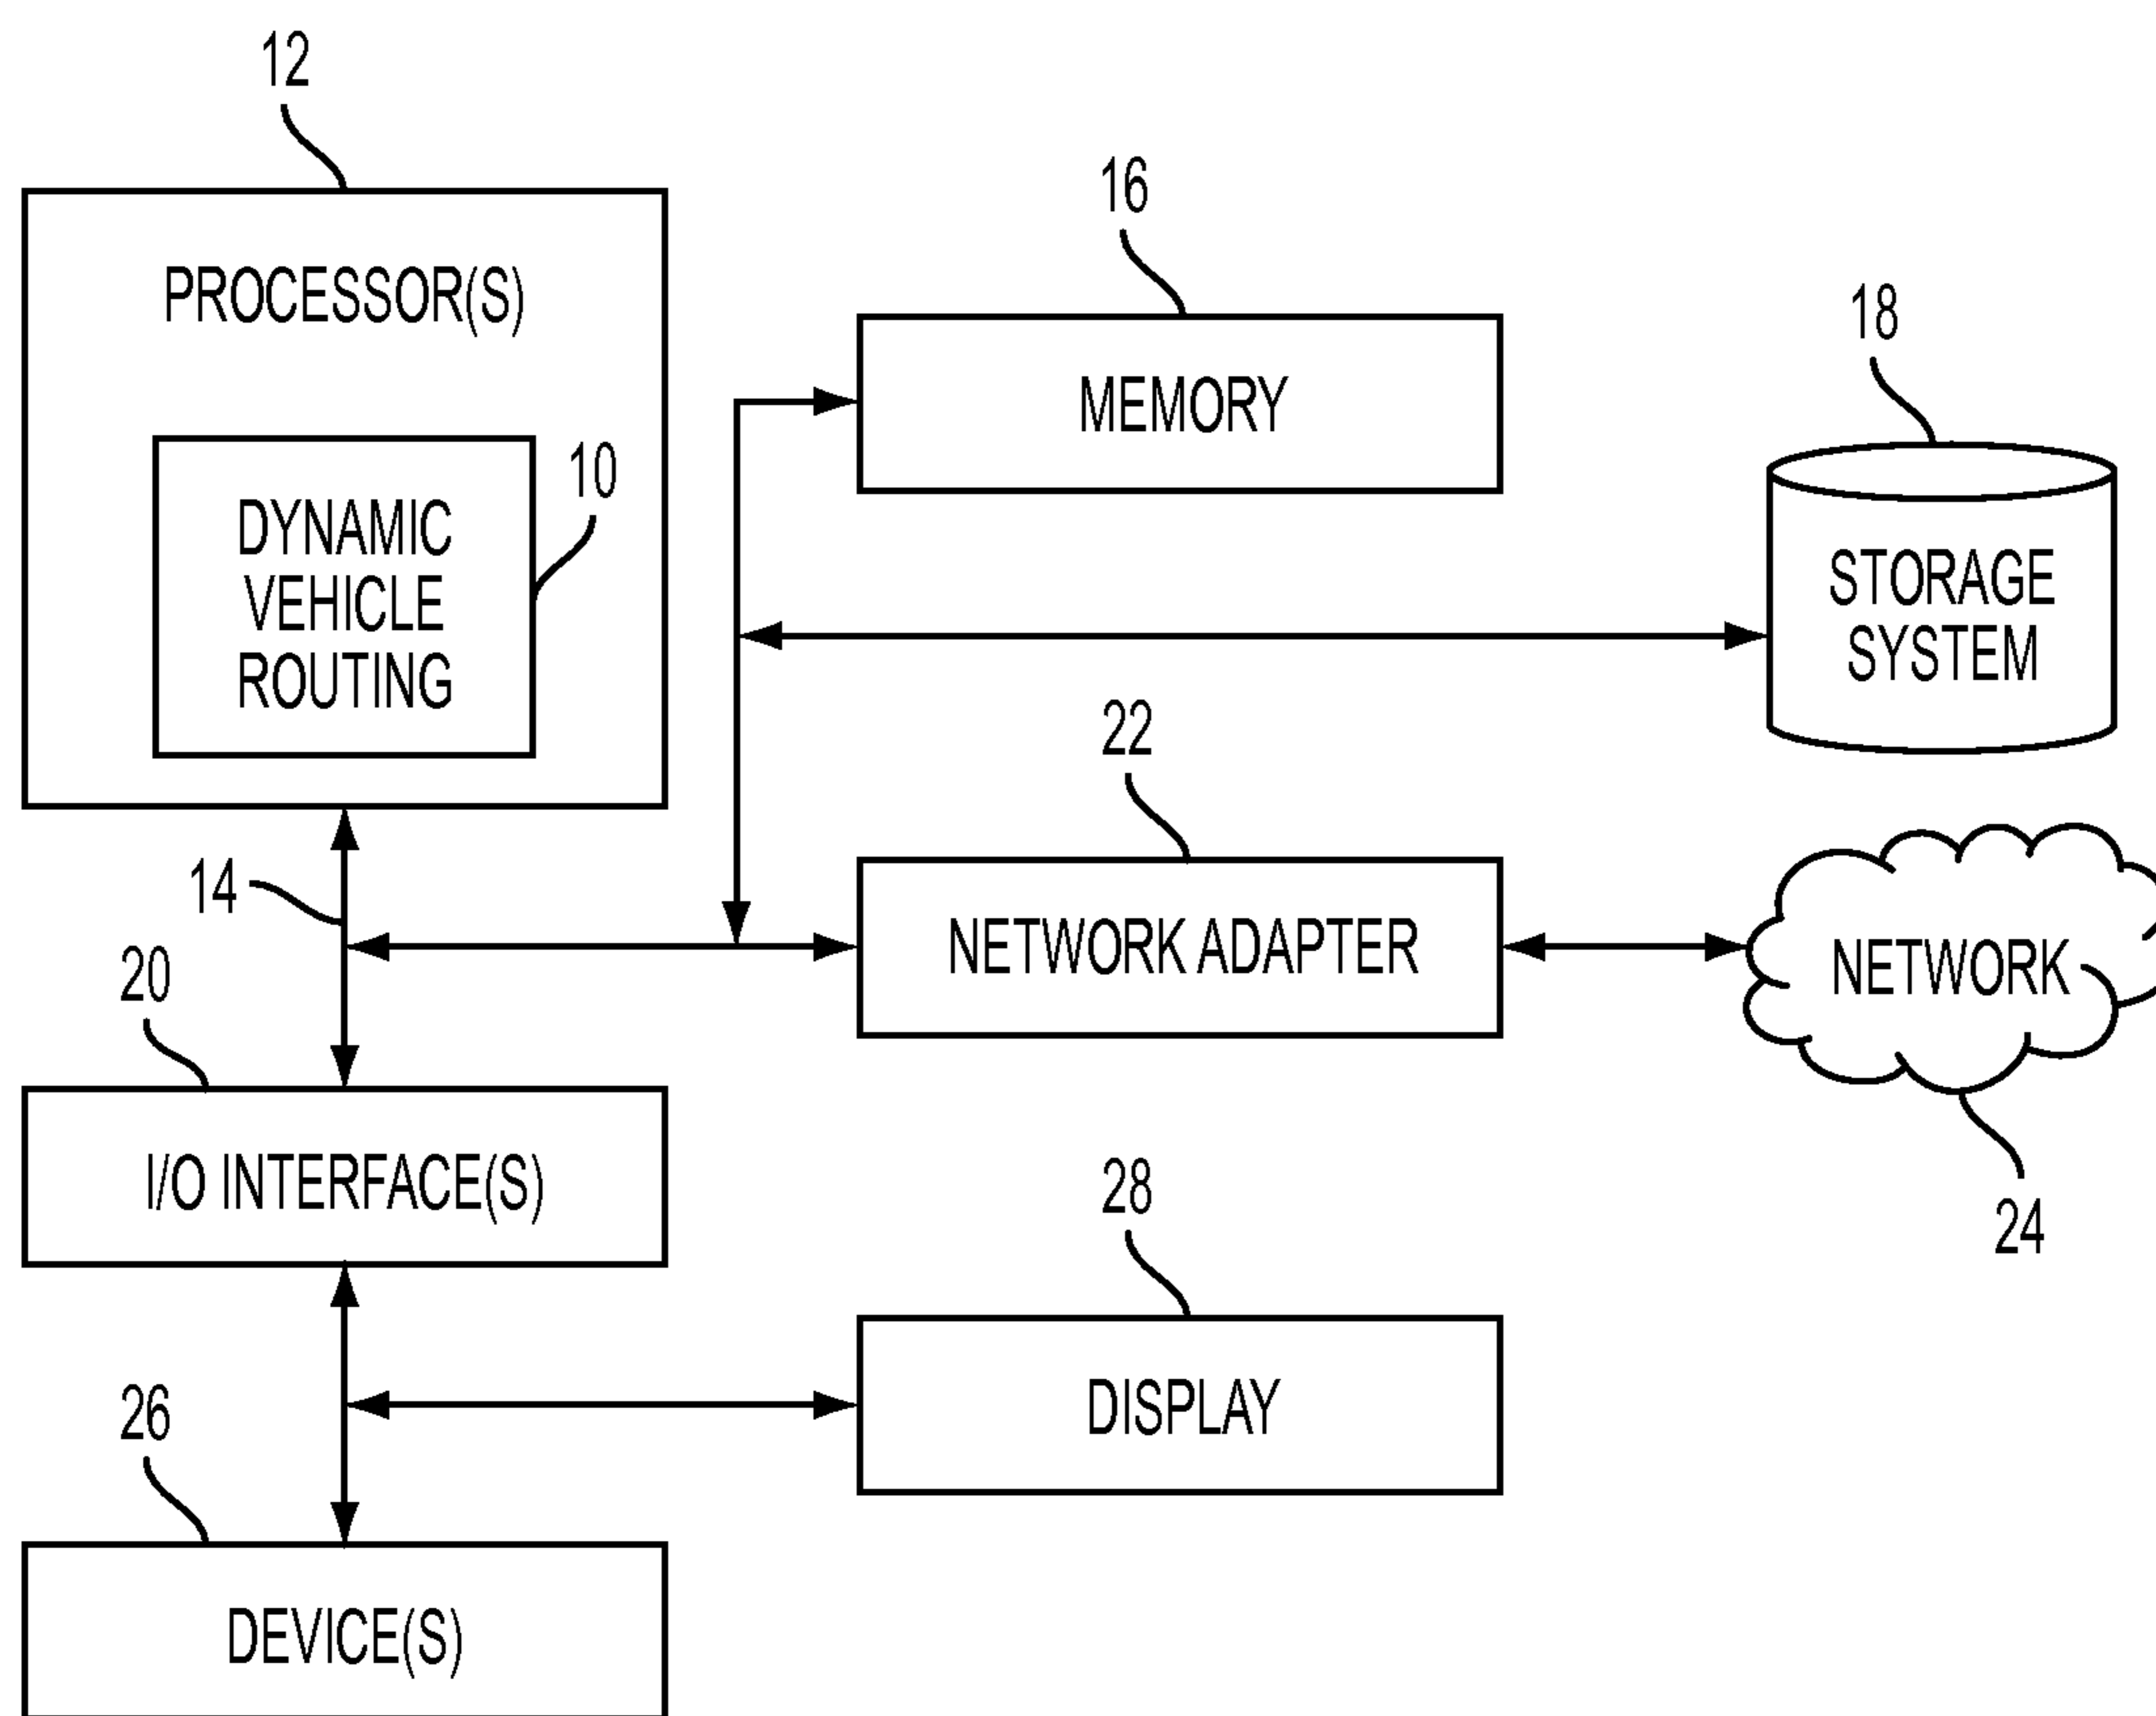 12
PROCESSOR(S)
16
MEMORY
18
STORAGE
SYSTEM
10
DYNAMIC
VEHICLE
ROUTING
22
NETWORK ADAPTER
14
NETWORK
24
20
I/O INTERFACE(S)
28
DISPLAY
26
DEVICE(S)